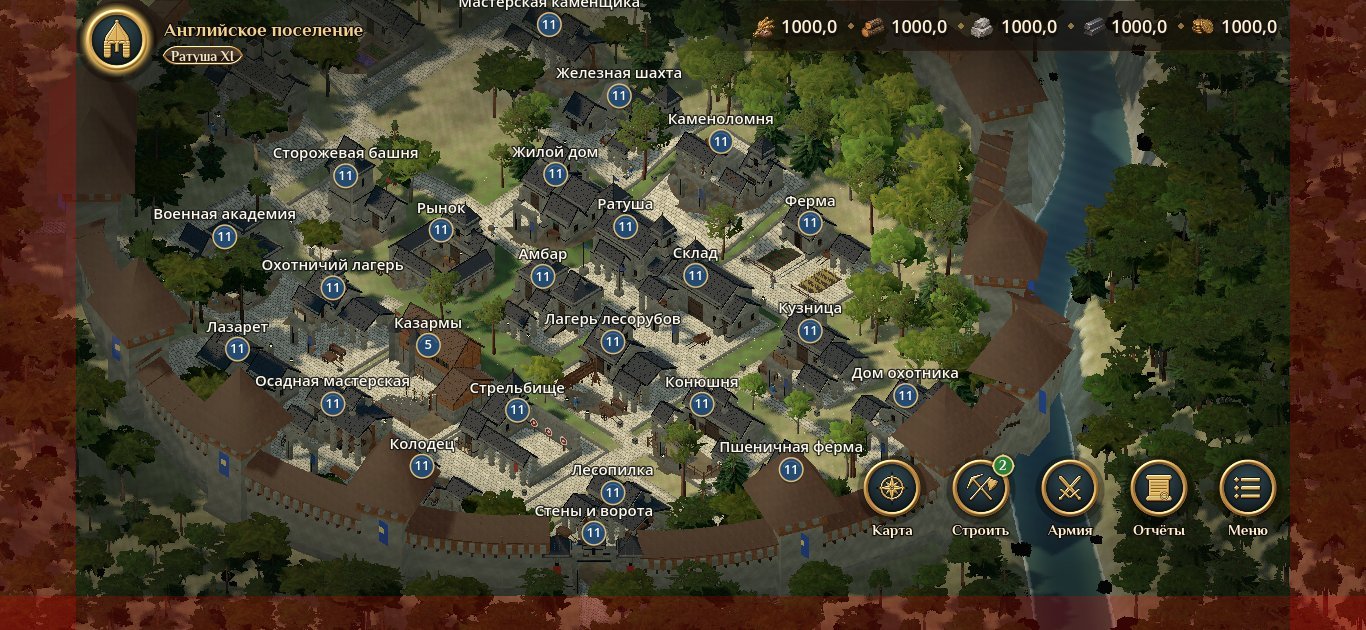 Мастерская каменщика
11
Английское поселение
Ратуша XI
1000,0
1000,0
1000,0
1000,0
1000,0
Железная шахта
11
Каменоломня
11
Сторожевая башня
11
Жилой дом
11
Военная академия
11
Рынок
11
Ратуша
11
Ферма
11
Охотничий лагерь
11
Амбар
11
Склад
11
Лазарет
11
Казармы
5
Лагерь лесорубов
11
Кузница
11
Осадная мастерская
11
Стрельбище
11
Конюшня
11
Дом охотника
11
Колодец
11
Лесопилка
11
Пшеничная ферма
11
Стены и ворота
11
2
Карта
Строить
Армия
Отчёты
Меню